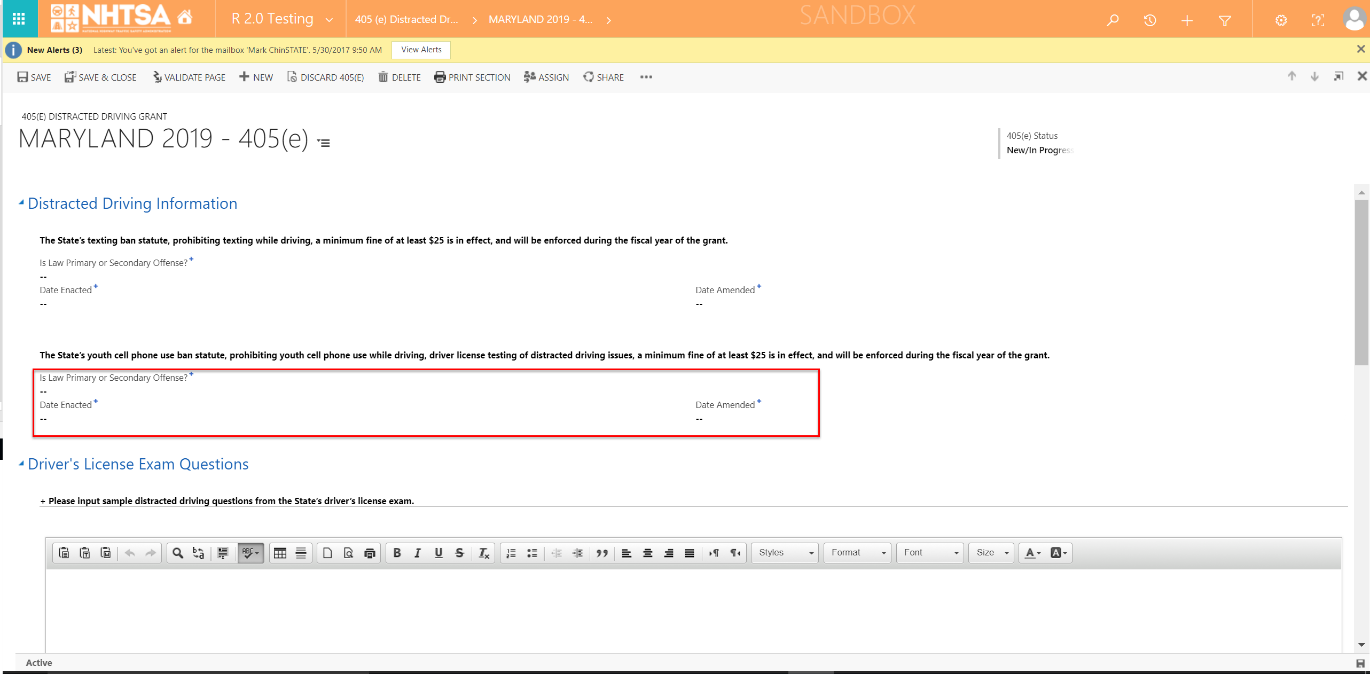 NHTSA R 2.0 Testing 405 (e) Distracted Dr... MARYLAND 2019 - 4... SANDBOX
New Alerts (3) Latest: You've got an alert for the mailbox 'Mark ChinSTATE'. 5/30/2017 9:50 AM View Alerts
SAVE SAVE & CLOSE VALIDATE PAGE NEW DISCARD 405(E) DELETE PRINT SECTION ASSIGN SHARE •••
405(E) DISTRACTED DRIVING GRANT
MARYLAND 2019 - 405(e)
405(e) Status
New/In Progress
Distracted Driving Information
The State's texting ban statute, prohibiting texting while driving, a minimum fine of at least $25 is in effect, and will be enforced during the fiscal year of the grant.
Is Law Primary or Secondary Offense?*
--
Date Enacted* Date Amended*
-- --
The State's youth cell phone use ban statute, prohibiting youth cell phone use while driving, driver license testing of distracted driving issues, a minimum fine of at least $25 is in effect, and will be enforced during the fiscal year of the grant.
Is Law Primary or Secondary Offense?*
--
Date Enacted* Date Amended*
-- --
Driver's License Exam Questions
+ Please input sample distracted driving questions from the State's driver's license exam.
B I U S Styles Format Font Size A A
Active